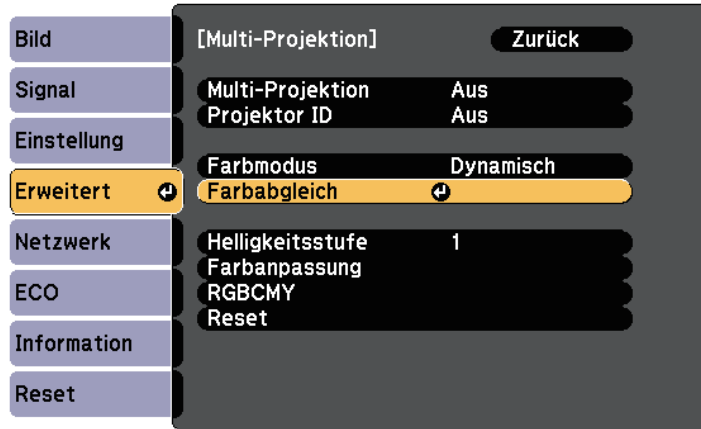 Bild
Signal
Einstellung
Erweitert
Netzwerk
ECO
Information
Reset
[Multi-Projektion] Zurück
Multi-Projektion Aus
Projektor ID Aus
Farbmodus Dynamisch
Farbabgleich
Helligkeitsstufe 1
Farbanpassung
RGBCMY
Reset